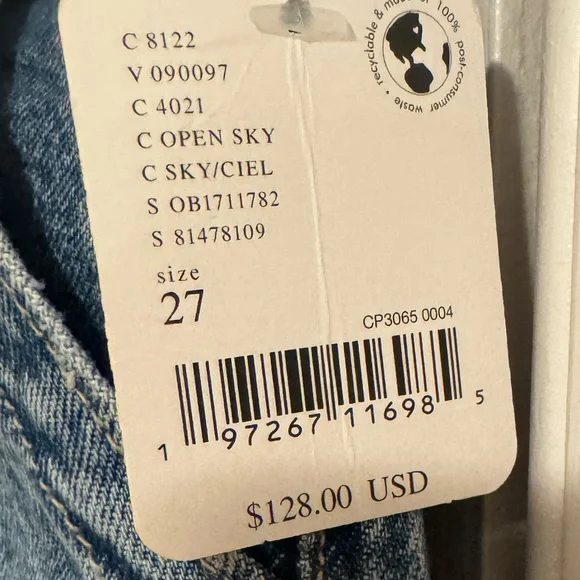 C 8122
V 090097
C 4021
C OPEN SKY
C SKY/CIEL
S OB1711782
S 81478109
size
27
CP3065 0004
1 97267 11698 5
$128.00 USD
recyclable & made of 100% post-consumer waste •